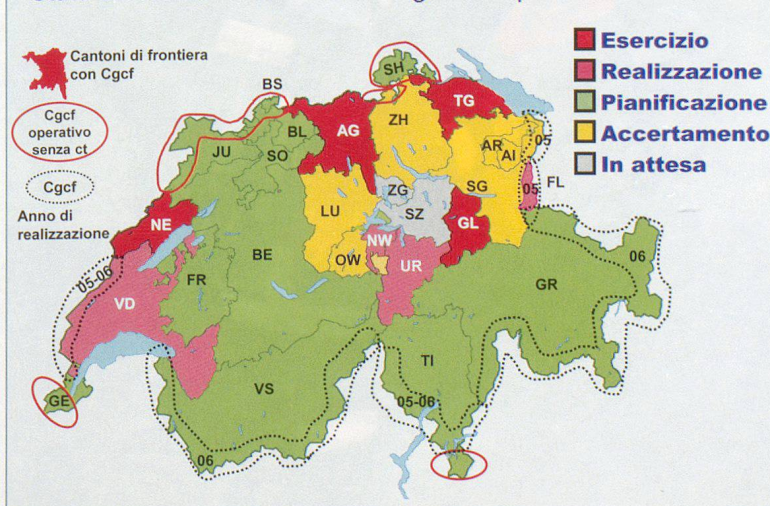 Cantoni di frontiera
con Cgcf
Cgcf
operativo
senza ct
Cgcf
Anno di
realizzazione
Esercizio
Realizzazione
Pianificazione
Accertamento
In attesa
BS
SH
TG
BL
AG
ZH
JU
SO
AR
AI
05
ZG
SG
05
FL
LU
SZ
NE
NW
GL
BE
OW
UR
05-06
FR
GR
06
VD
TI
VS
05-06
GE
06